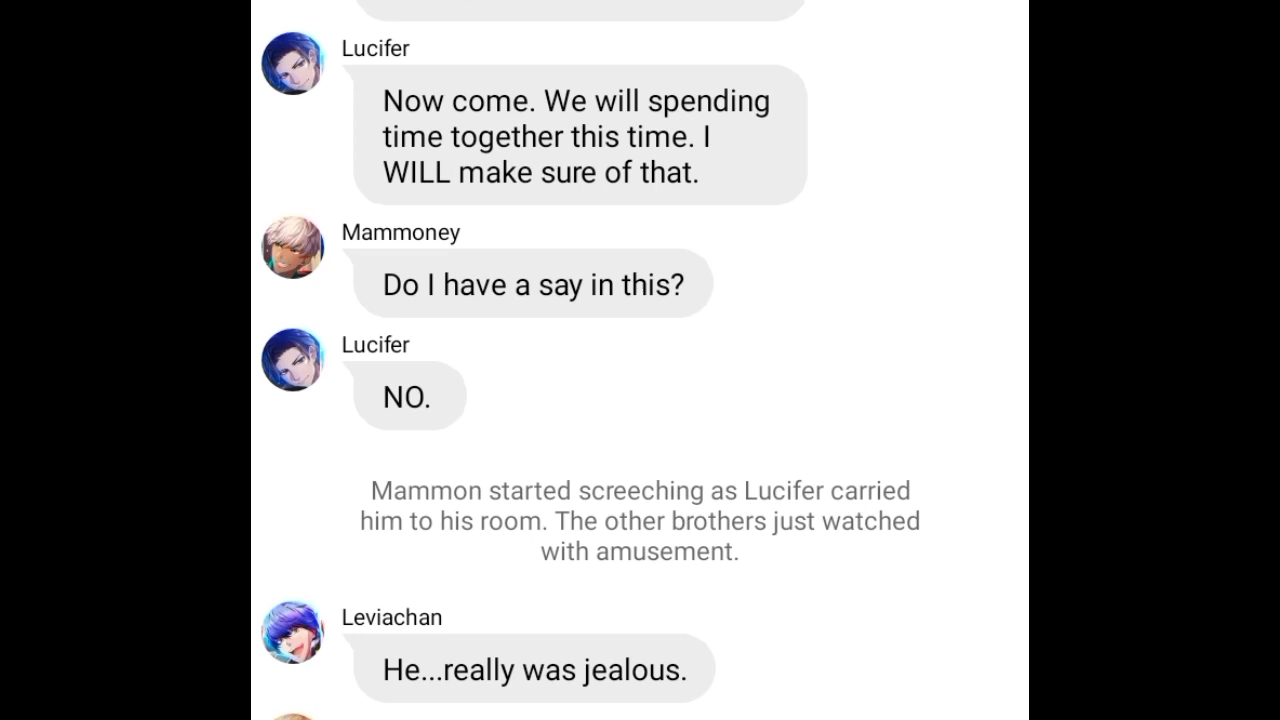 Lucifer
Now come. We will spending
time together this time. I
WILL make sure of that.
Mammoney
Do I have a say in this?
Lucifer
NO.
Mammon started screeching as Lucifer carried
him to his room. The other brothers just watched
with amusement.
Leviachan
He...really was jealous.